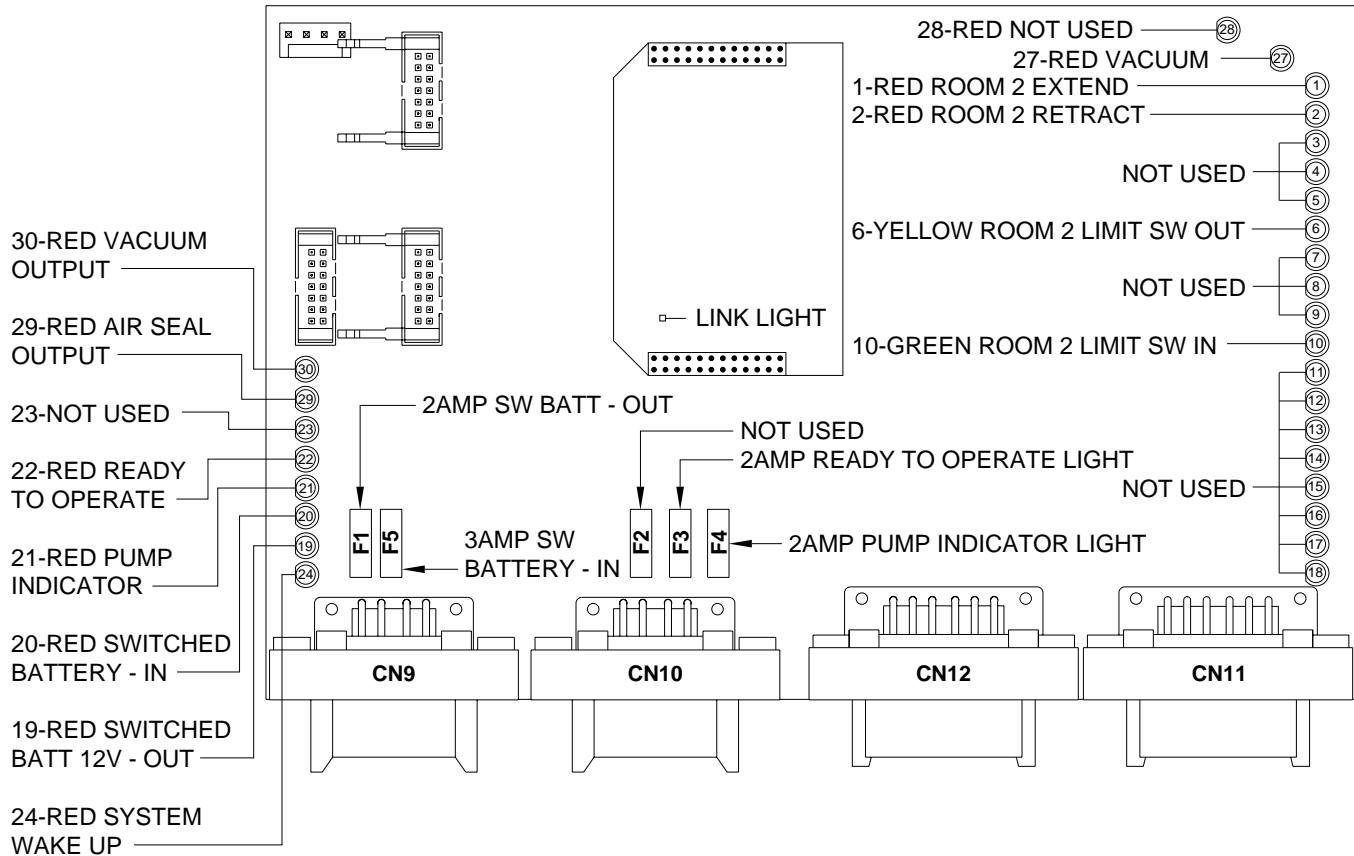 28-RED NOT USED
28
27-RED VACUUM
27
1-RED ROOM 2 EXTEND
1
2-RED ROOM 2 RETRACT
2
3
NOT USED
4
5
6-YELLOW ROOM 2 LIMIT SW OUT
6
7
NOT USED
8
9
10-GREEN ROOM 2 LIMIT SW IN
10
11
12
13
14
NOT USED
15
16
17
18
LINK LIGHT
30-RED VACUUM
OUTPUT
30
29-RED AIR SEAL
OUTPUT
29
23-NOT USED
23
22-RED READY
TO OPERATE
22
21-RED PUMP
INDICATOR
21
20-RED SWITCHED
BATTERY - IN
20
19-RED SWITCHED
BATT 12V - OUT
19
24-RED SYSTEM
WAKE UP
24
2AMP SW BATT - OUT
F1
F5
3AMP SW
BATTERY - IN
NOT USED
2AMP READY TO OPERATE LIGHT
F2
F3
F4
2AMP PUMP INDICATOR LIGHT
CN9
CN10
CN12
CN11